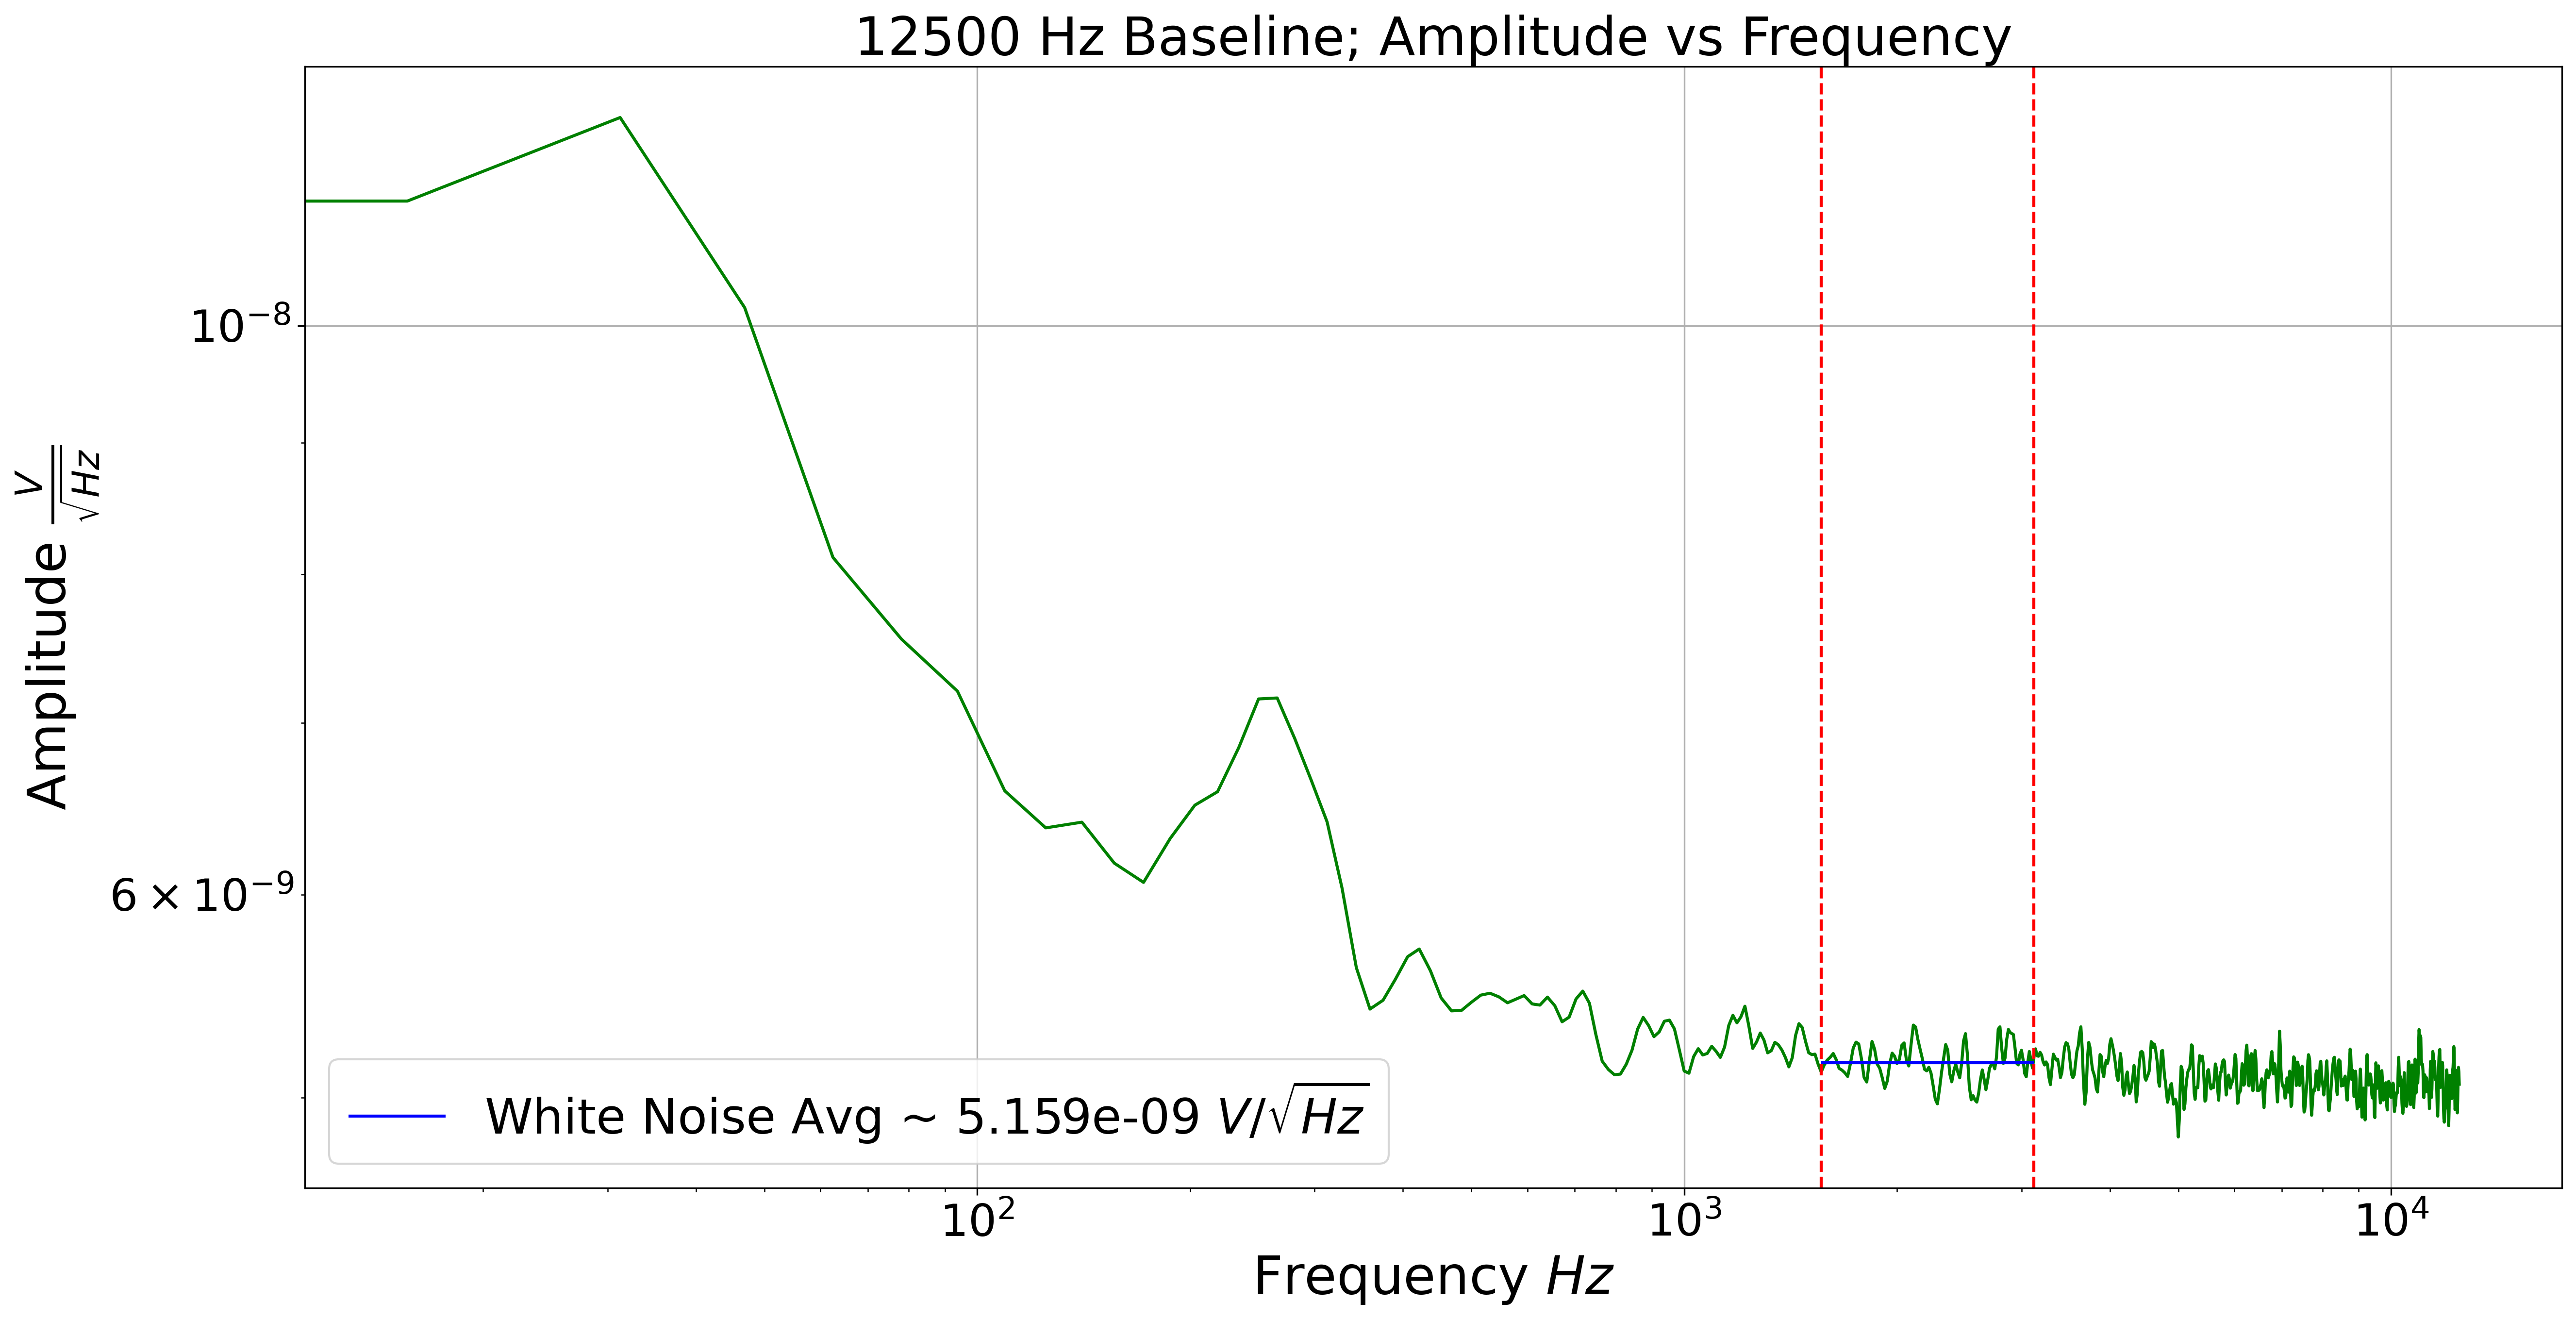 12500 Hz Baseline; Amplitude vs Frequency
Amplitude V/√Hz
10⁻⁸
6 × 10⁻⁹
White Noise Avg ~ 5.159e-09 V/√Hz
10² 10³ 10⁴
Frequency Hz